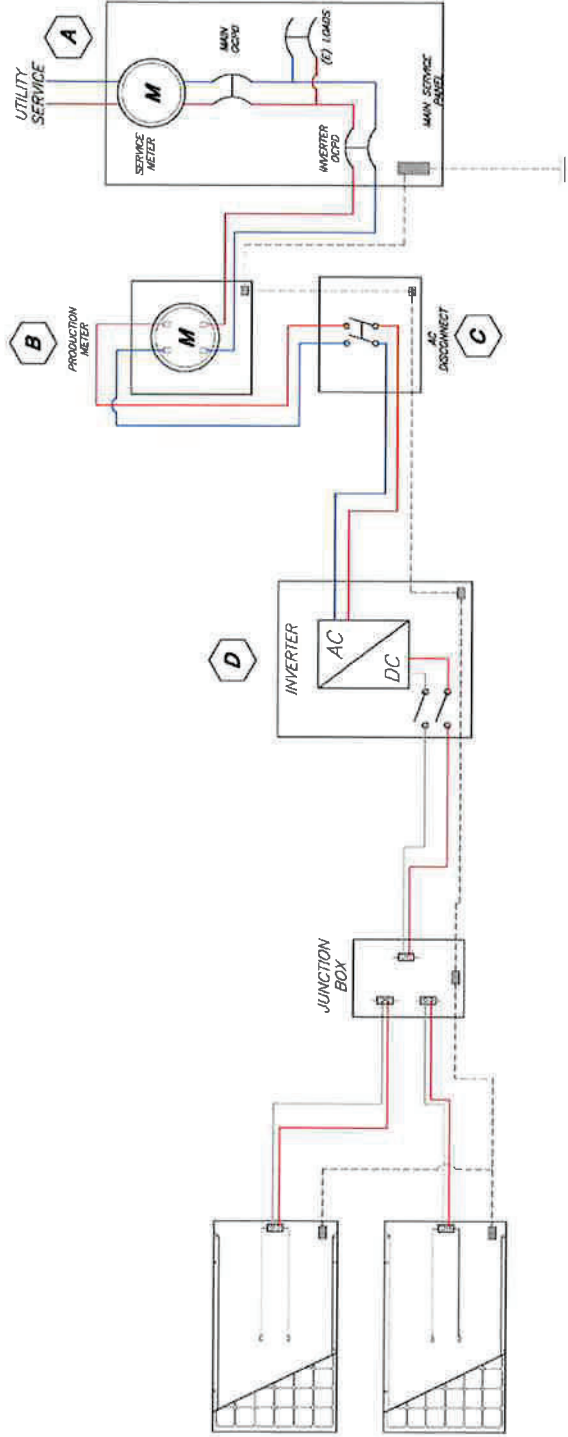 UTILITY
SERVICE
A
M
SERVICE
METER
MAIN
OCPD
(E) LOADS
INVERTER
OCPD
MAIN SERVICE
PANEL
B
PRODUCTION
METER
M
AC
DISCONNECT
C
D
INVERTER
AC
DC
JUNCTION
BOX